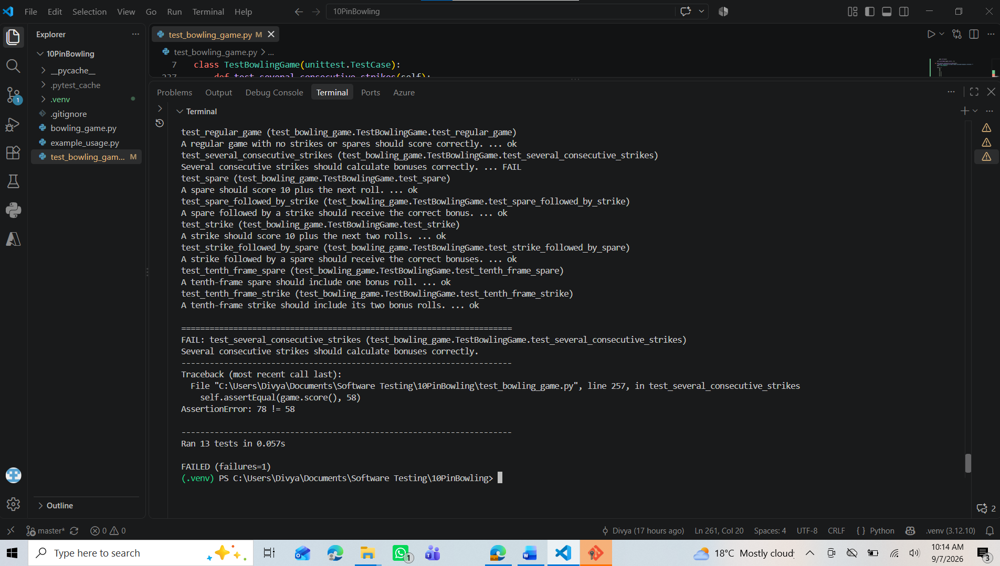 File Edit Selection View Go Run Terminal Help
10PinBowling
Explorer
10PinBowling
__pycache__
.pytest_cache
.venv
.gitignore
bowling_game.py
example_usage.py
test_bowling_gam... M
Outline
1
test_bowling_game.py M
test_bowling_game.py > ...
7 class TestBowlingGame(unittest.TestCase):
237 def test_several_consecutive_strikes(self):
Problems Output Debug Console Terminal Ports Azure
Terminal
test_regular_game (test_bowling_game.TestBowlingGame.test_regular_game)
A regular game with no strikes or spares should score correctly. ... ok
test_several_consecutive_strikes (test_bowling_game.TestBowlingGame.test_several_consecutive_strikes)
Several consecutive strikes should calculate bonuses correctly. ... FAIL
test_spare (test_bowling_game.TestBowlingGame.test_spare)
A spare should score 10 plus the next roll. ... ok
test_spare_followed_by_strike (test_bowling_game.TestBowlingGame.test_spare_followed_by_strike)
A spare followed by a strike should receive the correct bonus. ... ok
test_strike (test_bowling_game.TestBowlingGame.test_strike)
A strike should score 10 plus the next two rolls. ... ok
test_strike_followed_by_spare (test_bowling_game.TestBowlingGame.test_strike_followed_by_spare)
A strike followed by a spare should receive the correct bonuses. ... ok
test_tenth_frame_spare (test_bowling_game.TestBowlingGame.test_tenth_frame_spare)
A tenth-frame spare should include one bonus roll. ... ok
test_tenth_frame_strike (test_bowling_game.TestBowlingGame.test_tenth_frame_strike)
A tenth-frame strike should include its two bonus rolls. ... ok
======================================================================
FAIL: test_several_consecutive_strikes (test_bowling_game.TestBowlingGame.test_several_consecutive_strikes)
Several consecutive strikes should calculate bonuses correctly.
----------------------------------------------------------------------
Traceback (most recent call last):
File "C:\Users\Divya\Documents\Software Testing\10PinBowling\test_bowling_game.py", line 257, in test_several_consecutive_strikes
self.assertEqual(game.score(), 58)
AssertionError: 78 != 58
----------------------------------------------------------------------
Ran 13 tests in 0.057s
FAILED (failures=1)
(.venv) PS C:\Users\Divya\Documents\Software Testing\10PinBowling>
2
master* 0 0 Divya (17 hours ago) Ln 261, Col 20 Spaces: 4 UTF-8 CRLF { } Python .venv (3.12.10)
Type here to search 1 18°C Mostly cloudy 10:14 AM
9/7/2026 3